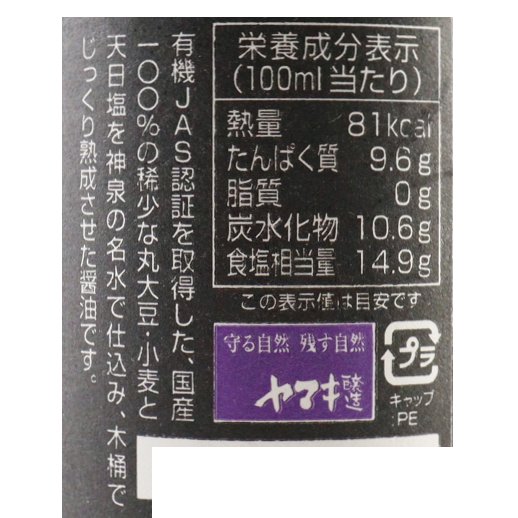 有機JAS認証を取得した、国産
一〇〇%の稀少な丸大豆・小麦と
天日塩を神泉の名水で仕込み、木桶で
じっくり熟成させた醤油です。
栄養成分表示
(100ml当たり)
熱量 81kcal
たんぱく質 9.6g
脂質 0g
炭水化物 10.6g
食塩相当量 14.9g
この表示値は目安です
守る自然 残す自然
ヤマキ醸造
プラ
キャップ
:PE